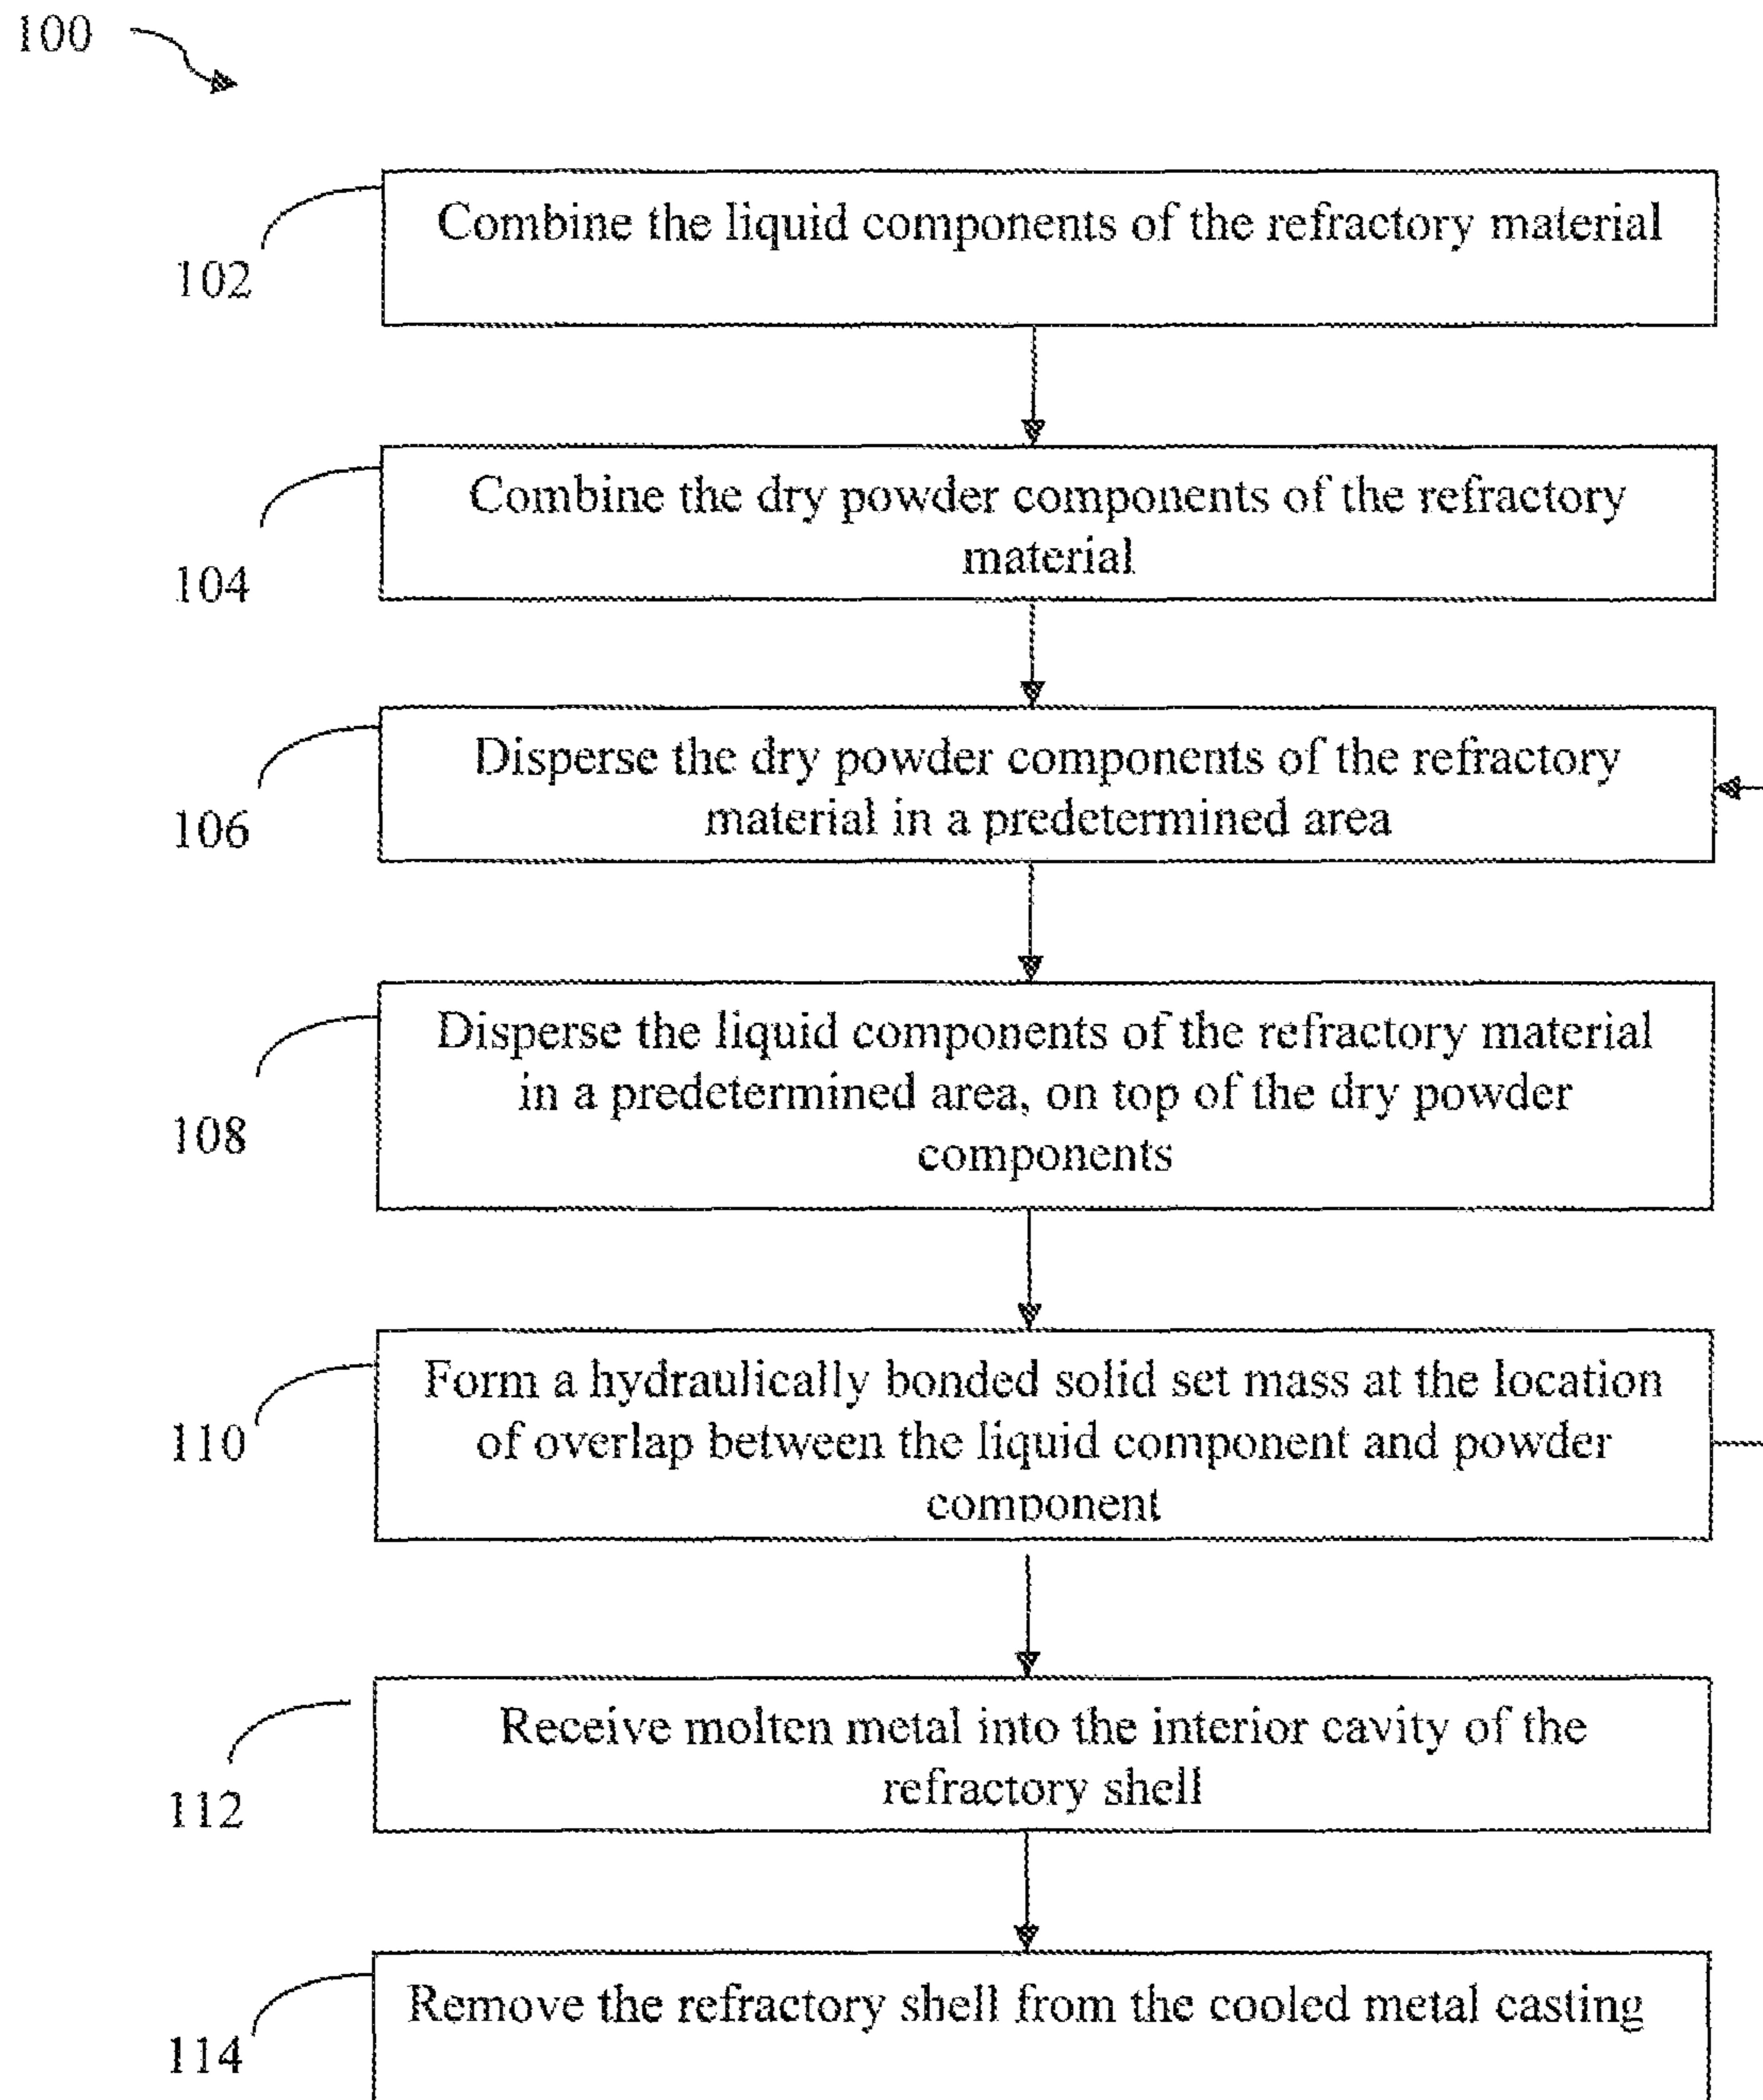 100
Combine the liquid components of the refractory material
102
Combine the dry powder components of the refractory
material
104
Disperse the dry powder components of the refractory
material in a predetermined area
106
Disperse the liquid components of the refractory material
in a predetermined area, on top of the dry powder
components
108
Form a hydraulically bonded solid set mass at the location
of overlap between the liquid component and powder
component
110
Receive molten metal into the interior cavity of the
refractory shell
112
Remove the refractory shell from the cooled metal casting
114